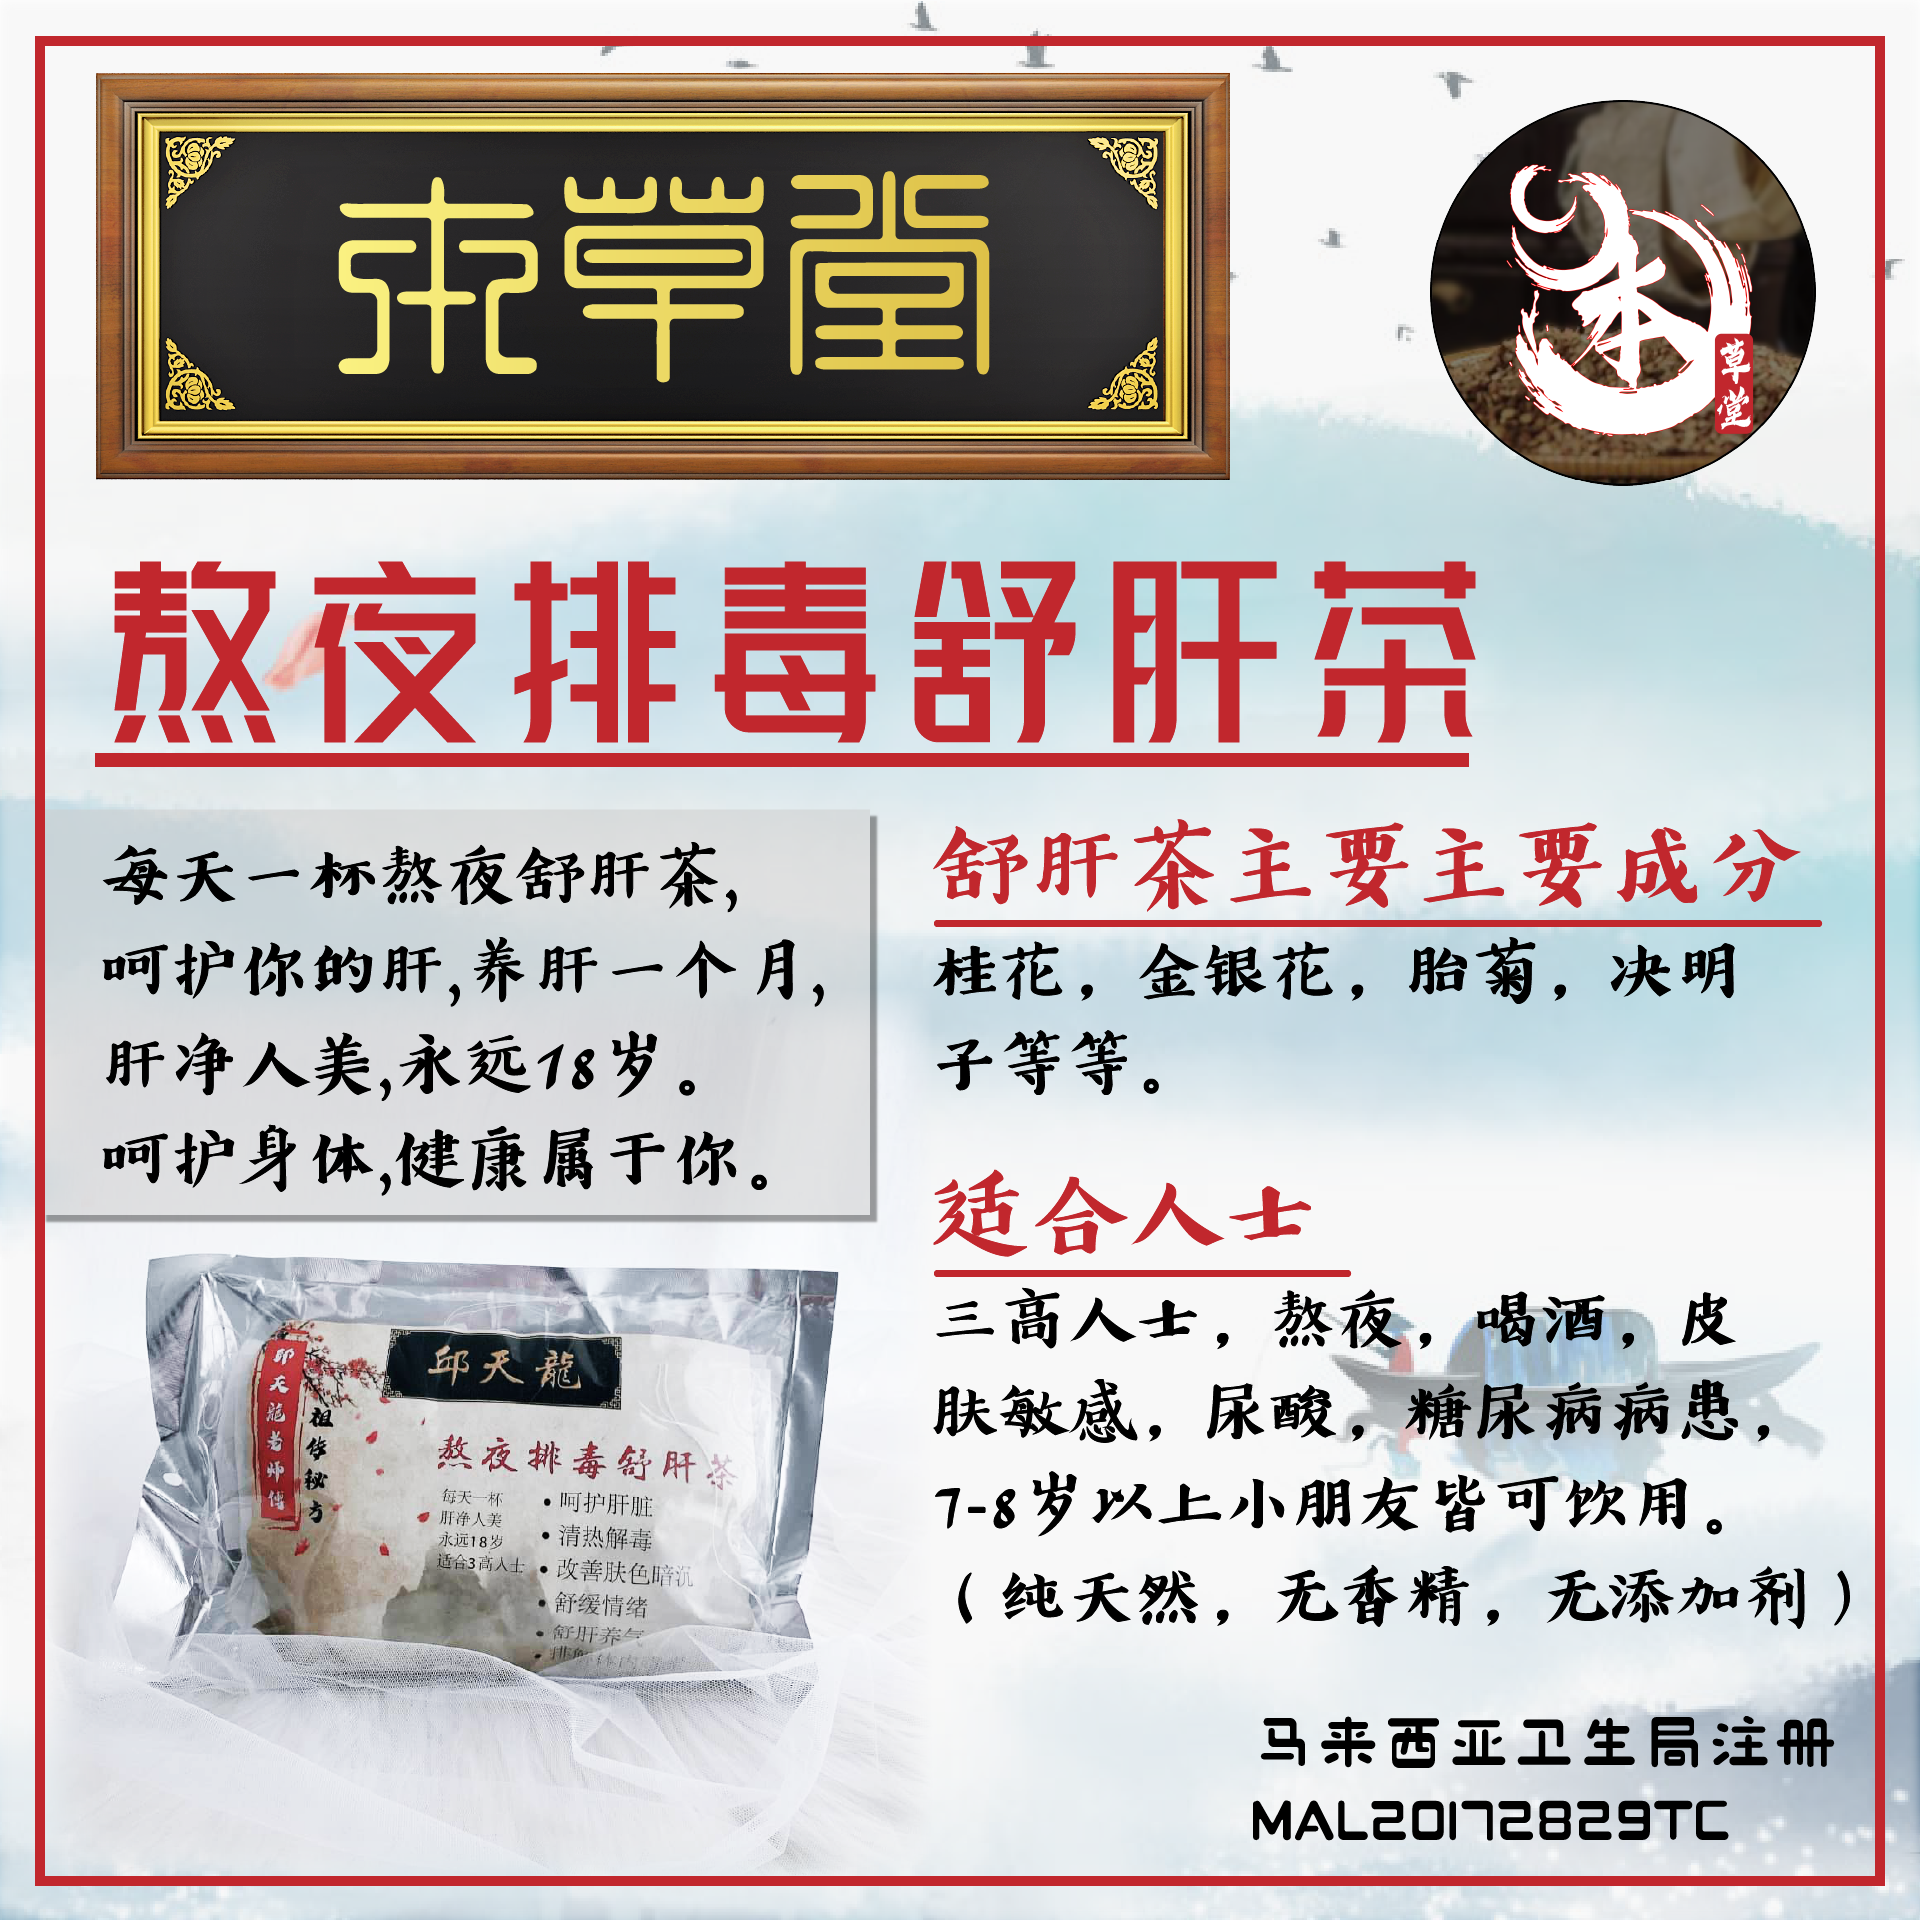 本草堂
本
草堂
熬夜排毒舒肝茶
每天一杯熬夜舒肝茶,
呵护你的肝,养肝一个月,
肝净人美,永远18岁。
呵护身体,健康属于你。
舒肝茶主要主要成分
桂花，金银花，胎菊，决明
子等等。
适合人士
三高人士，熬夜，喝酒，皮
肤敏感，尿酸，糖尿病病患，
7-8岁以上小朋友皆可饮用。
（纯天然，无香精，无添加剂）
邱天龍
邱天龍老师傅
祖传秘方
熬夜排毒舒肝茶
每天一杯
肝净人美
永远18岁
适合3高人士
• 呵护肝脏
• 清热解毒
• 改善肤色暗沉
• 舒缓情绪
• 舒肝养气
马来西亚卫生局注册
MAL20172829TC